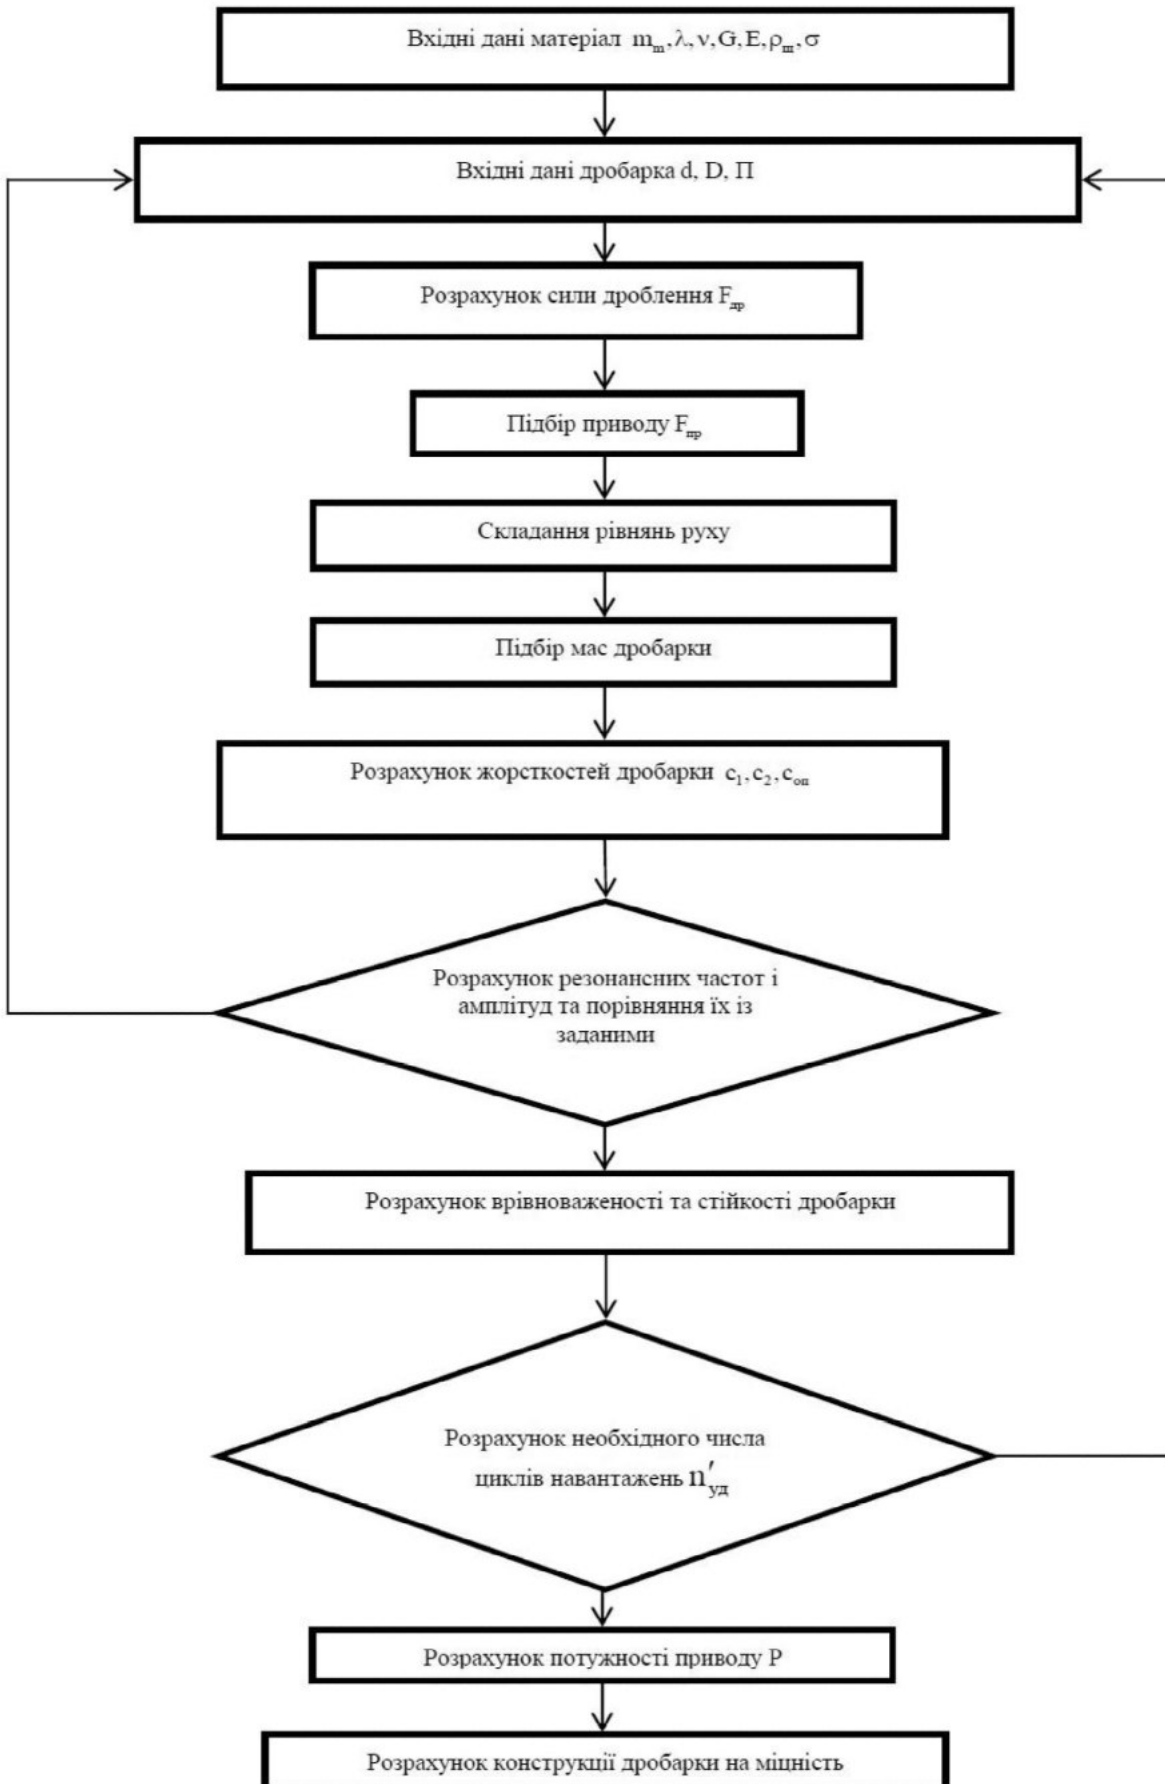 Вхідні дані матеріал mₘ, λ, ν, G, E, ρₘ, σ
Вхідні дані дробарка d, D, П
Розрахунок сили дроблення F_др
Підбір приводу F_пр
Складання рівнянь руху
Підбір мас дробарки
Розрахунок жорсткостей дробарки c₁, c₂, c_оп
Розрахунок резонансних частот і
амплітуд та порівняння їх із
заданими
Розрахунок врівноваженості та стійкості дробарки
Розрахунок необхідного числа
циклів навантажень n′_уд
Розрахунок потужності приводу Р
Розрахунок конструкції дробарки на міцність